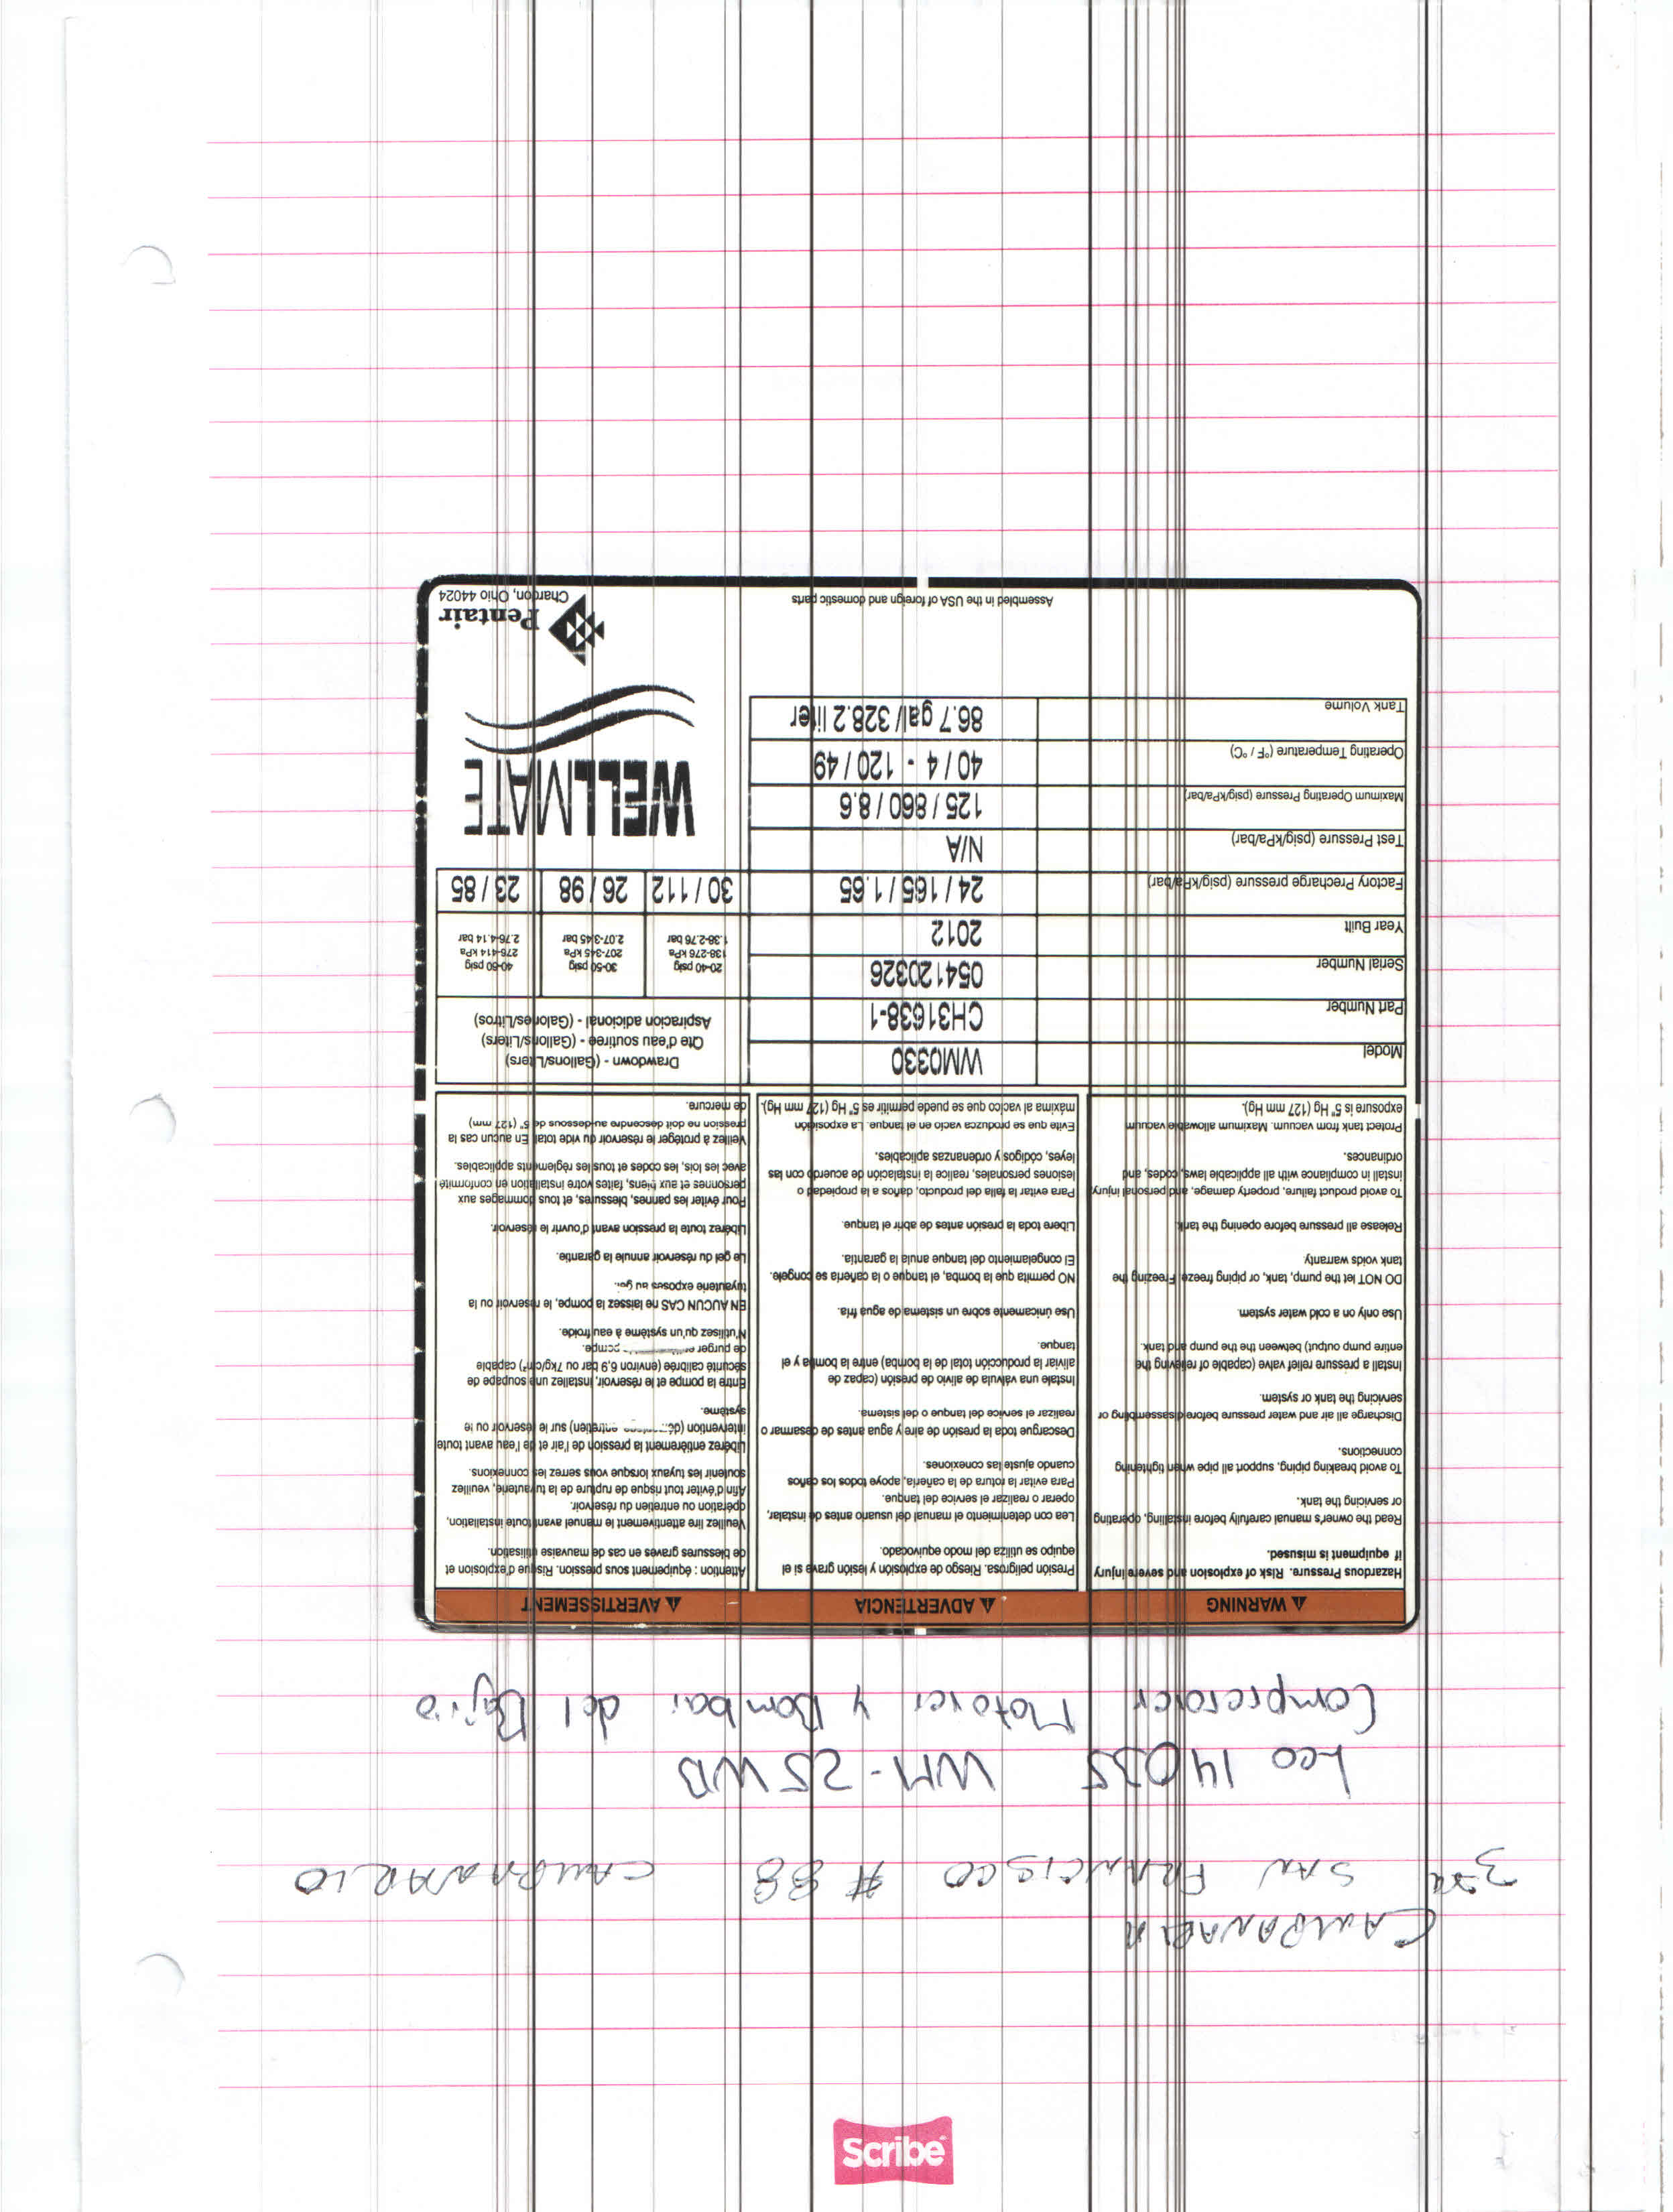 CAMPANARIO
SAN FRANCISCO # 88 CAMPANARIO
Leo 14035 WM-25WB
Compresores Motores y Bombas del Bajio
WARNING
Hazardous Pressure. Risk of explosion and severe injury
if equipment is misused.
Read the owner's manual carefully before installing, operating
or servicing the tank.
To avoid breaking piping, support all pipe when tightening
connections.
Discharge all air and water pressure before disassembling or
servicing the tank or system.
Install a pressure relief valve (capable of relieving the
entire pump output) between the the pump and tank.
Use only on a cold water system.
DO NOT let the pump, tank, or piping freeze. Freezing the
tank voids warranty.
Release all pressure before opening the tank.
To avoid product failure, property damage, and personal injury,
install in compliance with all applicable laws, codes, and
ordinances.
Protect tank from vacuum. Maximum allowable vacuum
exposure is 5" Hg (127 mm Hg).
ADVERTENCIA
Presión peligrosa. Riesgo de explosión y lesión grave si el
equipo se utiliza del modo equivocado.
Lea con detenimiento el manual del usuario antes de instalar,
operar o realizar el service del tanque.
Para evitar la rotura de la cañería, apoye todos los caños
cuando ajuste las conexiones.
Descargue toda la presión de aire y agua antes de desarmar o
realizar el service del tanque o del sistema.
Instale una válvula de alivio de presión (capaz de
aliviar la producción total de la bomba) entre la bomba y el
tanque.
Use únicamente sobre un sistema de agua fría.
NO permita que la bomba, el tanque o la cañería se congele.
El congelamiento del tanque anula la garantía.
Libere toda la presión antes de abrir el tanque.
Para evitar la falla del producto, daños a la propiedad o
lesiones personales, realice la instalación de acuerdo con las
leyes, códigos y ordenanzas aplicables.
Evite que se produzca vacío en el tanque. La exposición
máxima al vacico que se puede permitir es 5" Hg (127 mm Hg).
AVERTISSEMENT
Attention : équipement sous pression. Risque d'explosion et
de blessures graves en cas de mauvaise utilisation.
Veuillez lire attentivement le manuel avant toute installation,
opération ou entretien du réservoir.
Afin d'éviter tout risque de rupture de la tuyauterie, veuillez
soutenir les tuyaux lorsque vous serrez les connexions.
Libérez entièrement la pression de l'air et de l'eau avant toute
intervention entretien) sur le réservoir ou le
système.
Entre la pompe et le réservoir, installez une soupape de
sécurité calibrée (environ 6,9 bar ou 7kg/cm²) capable
de purger pompe.
N'utilisez qu'un système à eau froide.
EN AUCUN CAS ne laissez la pompe, le réservoir ou la
tuyauterie exposés au gel.
Le gel du réservoir annule la garantie.
Libérez toute la pression avant d'ouvrir le réservoir.
Pour éviter les pannes, blessures, et tous dommages aux
personnes et aux biens, faites votre installation en conformité
avec les lois, les codes et tous les règlements applicables.
Veillez à protéger le réservoir du vide total. En aucun cas la
pression ne doit descendre au-dessous de 5" (127 mm)
de mercure.
Model WM0330
Part Number CH31638-1
Serial Number 054120326
Year Built 2012
Factory Precharge pressure (psig/kPa/bar) 24 / 165 / 1.65
Test Pressure (psig/kPa/bar) N/A
Maximum Operating Pressure (psig/kPa/bar) 125 / 860 / 8.6
Operating Temperature (°F / °C) 40 / 4 - 120 / 49
Tank Volume 86.7 gal/ 328.2 liter
Drawdown - (Gallons/Liters)
Qte d'eau soutiree - (Gallons/Liters)
Aspiracion adicional - (Galones/Litros)
20-40 psig 30-50 psig 40-60 psig
138-276 kPa 207-345 kPa 276-414 kPa
1.38-2.76 bar 2.07-3.45 bar 2.76-4.14 bar
30 / 112 26 / 98 23 / 85
WELLMATE
Pentair
Chardon, Ohio 44024
Assembled in the USA of foreign and domestic parts
Scribe